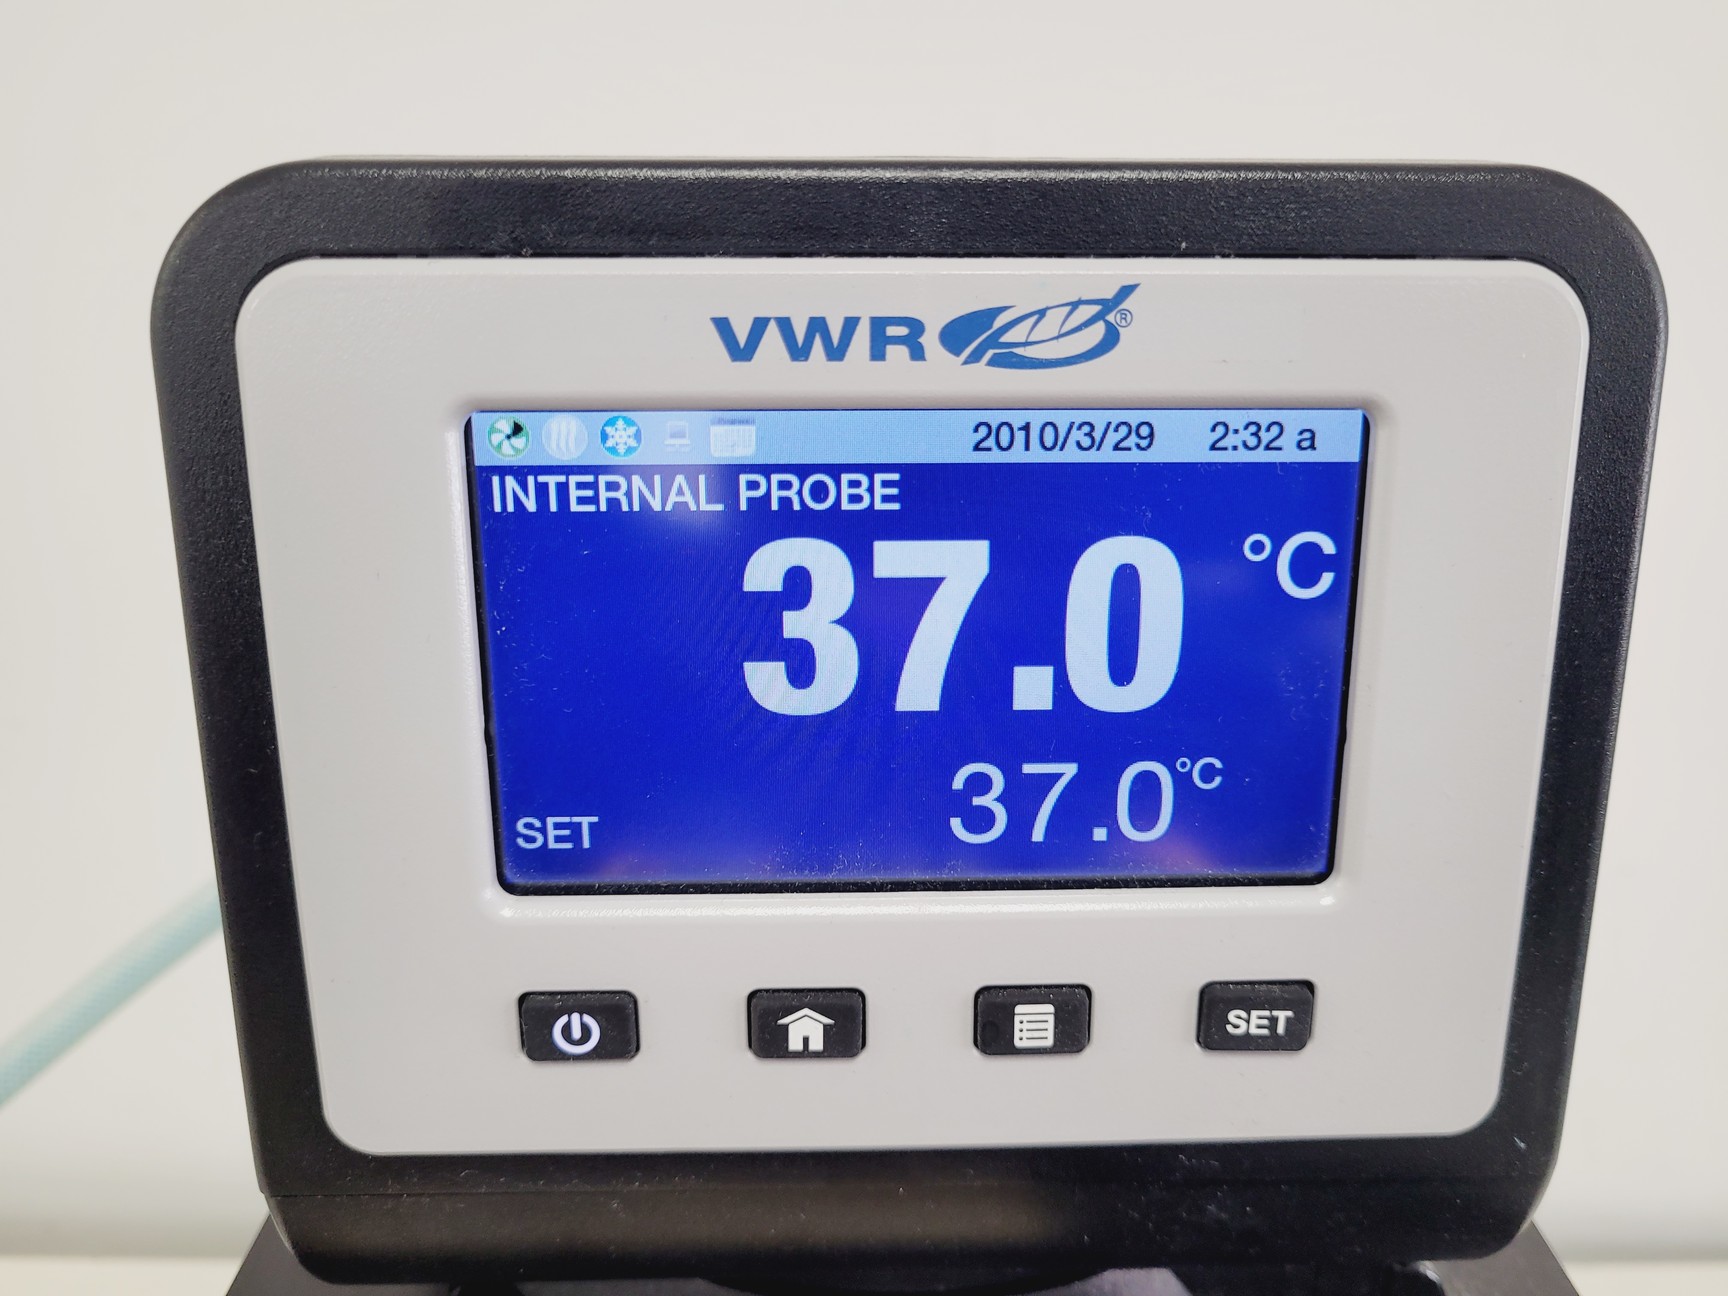 VWR®
2010/3/29 2:32 a
INTERNAL PROBE
37.0 °C
SET 37.0°C
SET